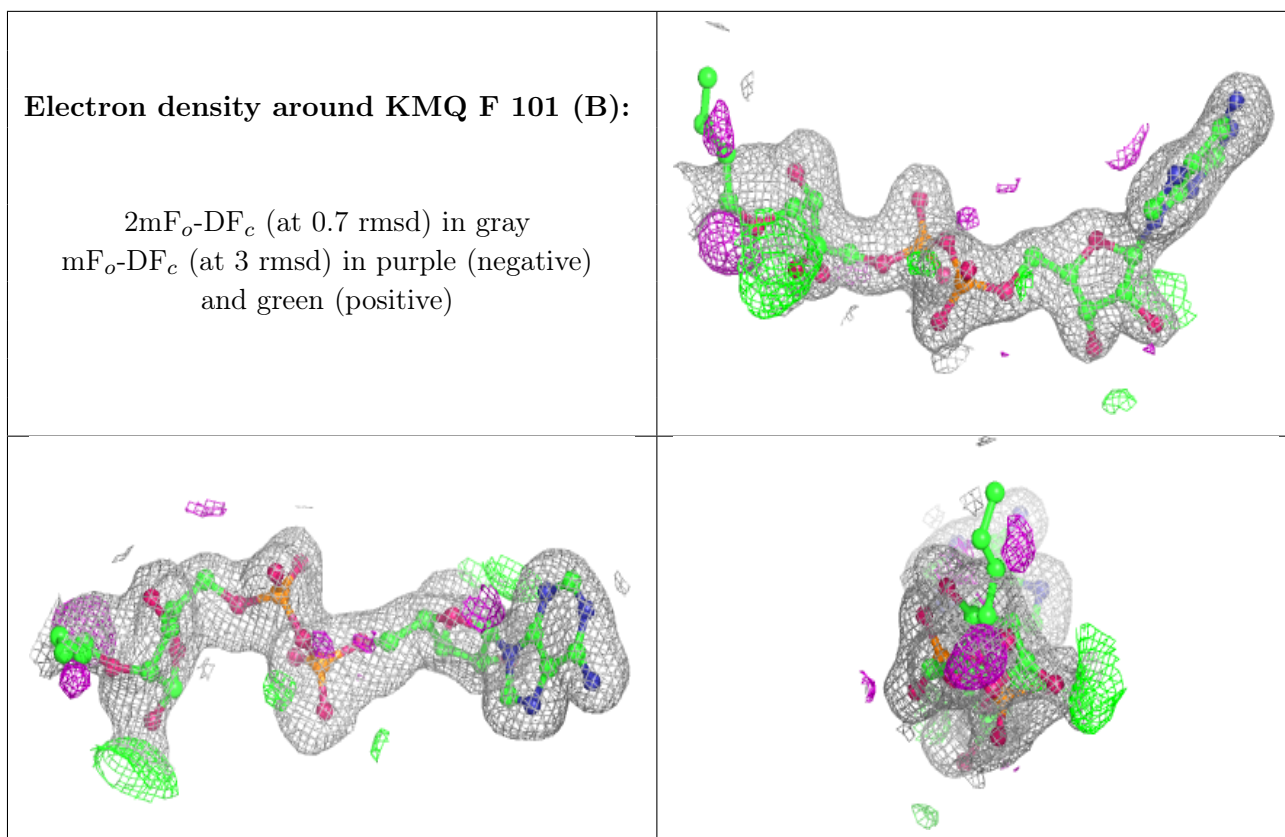 Electron density around KMQ F 101 (B):
2mFo-DFc (at 0.7 rmsd) in gray
mFo-DFc (at 3 rmsd) in purple (negative)
and green (positive)